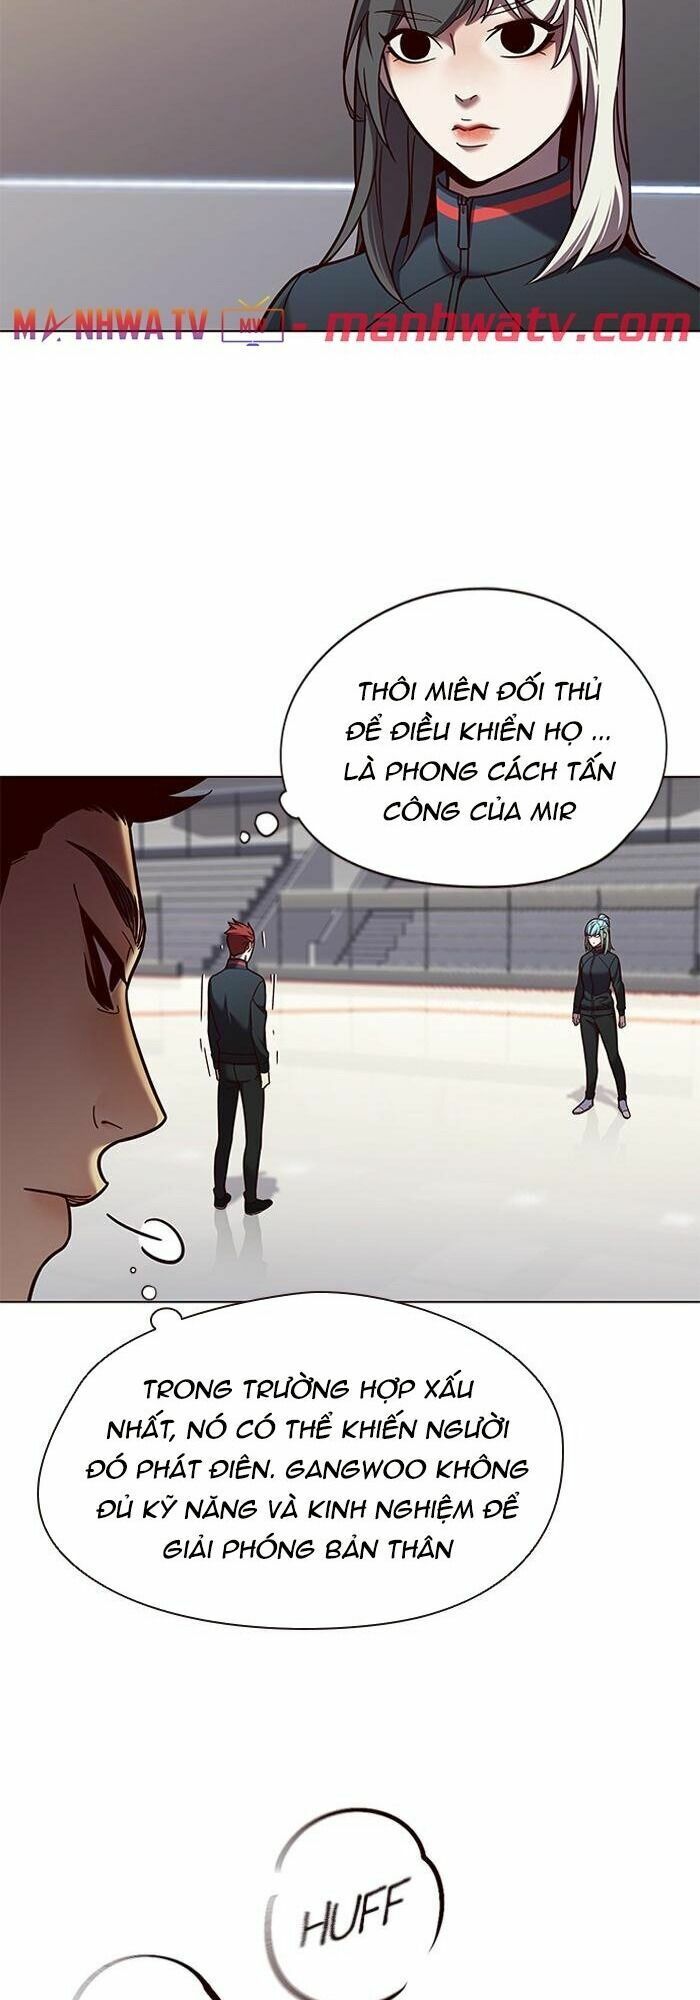 MANHWATV MW - manhwatv.com
THÔI MIÊN ĐỐI THỦ
ĐỂ ĐIỀU KHIỂN HỌ ...
LÀ PHONG CÁCH TẤN
CÔNG CỦA MIR
TRONG TRƯỜNG HỢP XẤU
NHẤT, NÓ CÓ THỂ KHIẾN NGƯỜI
ĐÓ PHÁT ĐIÊN. GANGWOO KHÔNG
ĐỦ KỸ NĂNG VÀ KINH NGHIỆM ĐỂ
GIẢI PHÓNG BẢN THÂN
HUFF